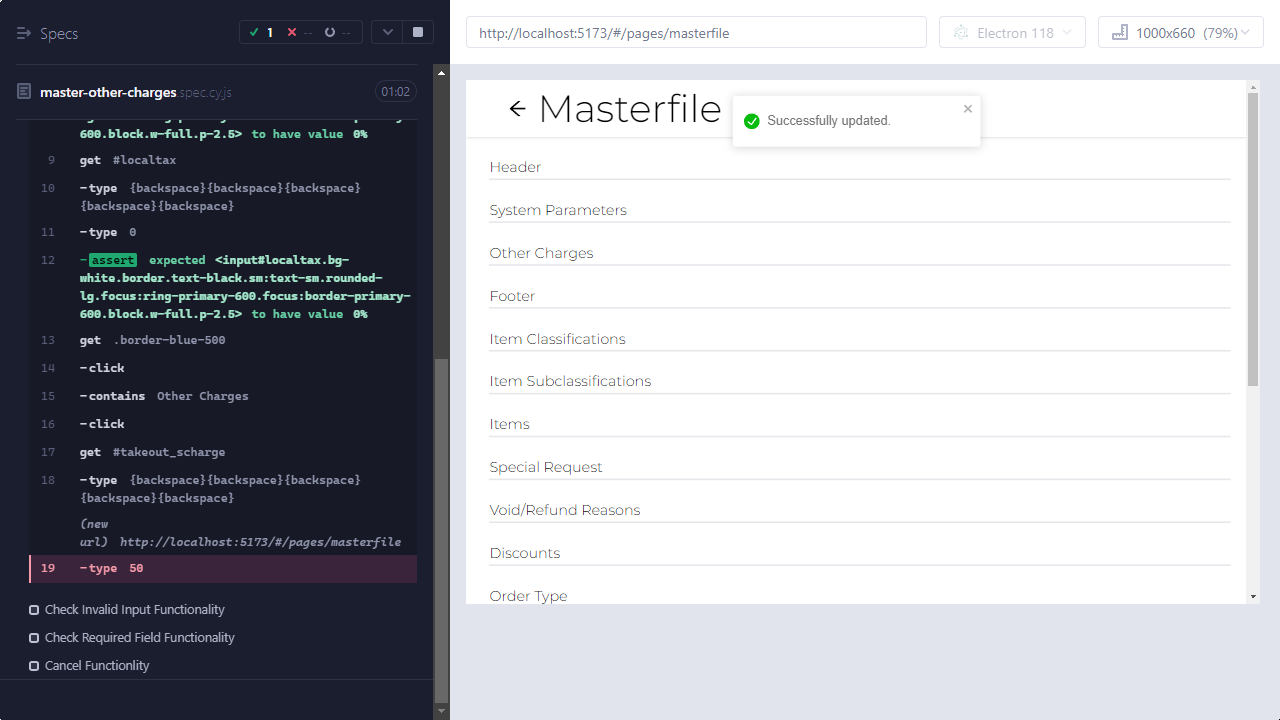 Specs
1
--
--
http://localhost:5173/#/pages/masterfile
Electron 118
1000x660 (79%)
master-other-charges.spec.cy.js
01:02
600.block.w-full.p-2.5> to have value 0%
9 get #localtax
10 -type {backspace}{backspace}{backspace}
{backspace}{backspace}
11 -type 0
12 -assert expected <input#localtax.bg-
white.border.text-black.sm:text-sm.rounded-
lg.focus:ring-primary-600.focus:border-primary-
600.block.w-full.p-2.5> to have value 0%
13 get .border-blue-500
14 -click
15 -contains Other Charges
16 -click
17 get #takeout_scharge
18 -type {backspace}{backspace}{backspace}
{backspace}{backspace}
(new
url) http://localhost:5173/#/pages/masterfile
19 -type 50
Check Invalid Input Functionality
Check Required Field Functionality
Cancel Functionlity
Masterfile
Successfully updated.
Header
System Parameters
Other Charges
Footer
Item Classifications
Item Subclassifications
Items
Special Request
Void/Refund Reasons
Discounts
Order Type